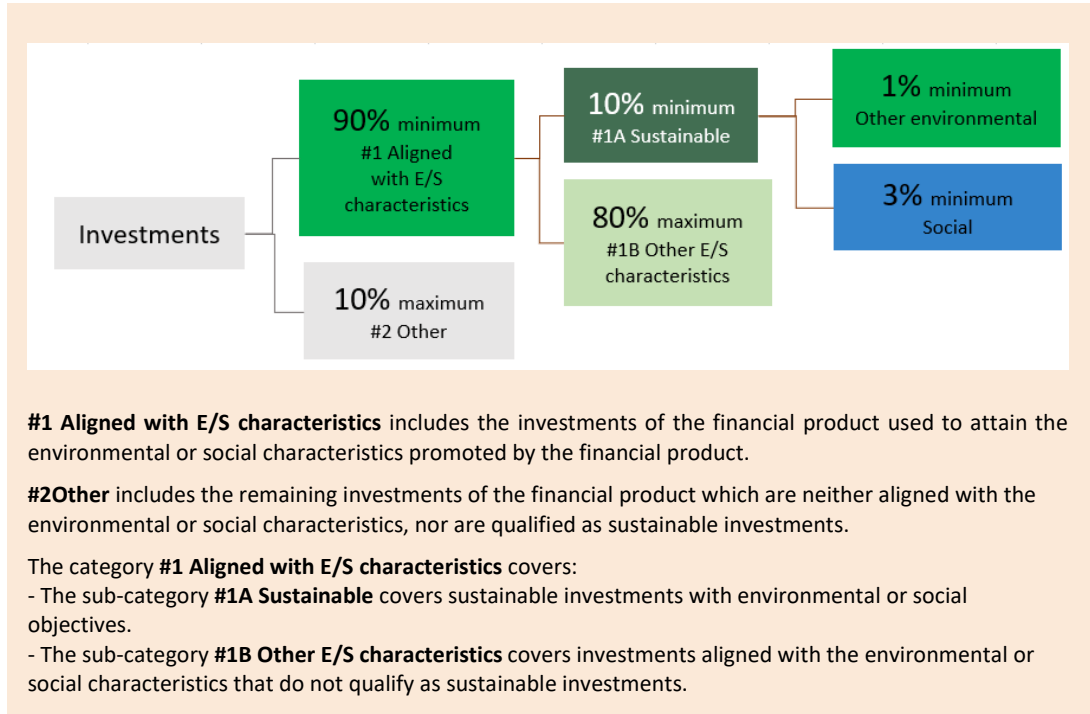 Investments
90% minimum
#1 Aligned
with E/S
characteristics
10% maximum
#2 Other
10% minimum
#1A Sustainable
80% maximum
#1B Other E/S
characteristics
1% minimum
Other environmental
3% minimum
Social
#1 Aligned with E/S characteristics includes the investments of the financial product used to attain the
environmental or social characteristics promoted by the financial product.
#2Other includes the remaining investments of the financial product which are neither aligned with the
environmental or social characteristics, nor are qualified as sustainable investments.
The category #1 Aligned with E/S characteristics covers:
- The sub-category #1A Sustainable covers sustainable investments with environmental or social
objectives.
- The sub-category #1B Other E/S characteristics covers investments aligned with the environmental or
social characteristics that do not qualify as sustainable investments.